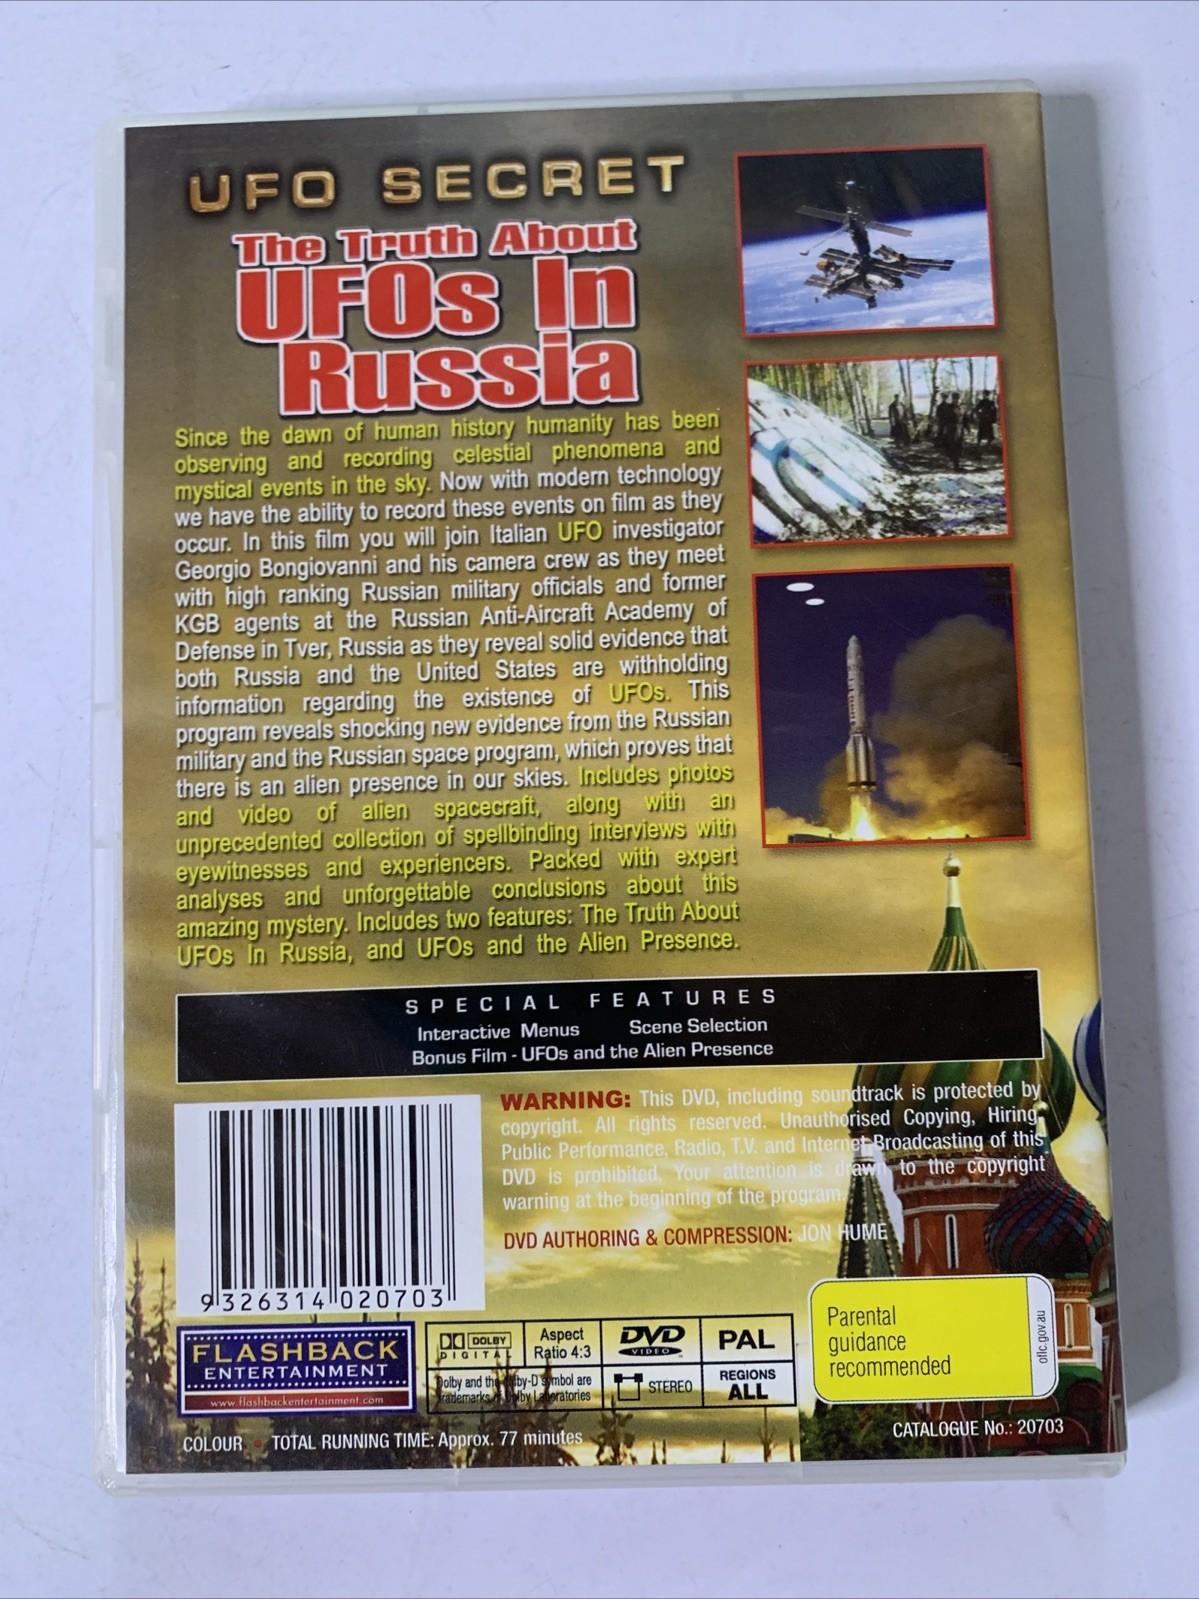 UFO SECRET
The Truth About
UFOs In
Russia
Since the dawn of human history humanity has been
observing and recording celestial phenomena and
mystical events in the sky. Now with modern technology
we have the ability to record these events on film as they
occur. In this film you will join Italian UFO investigator
Georgio Bongiovanni and his camera crew as they meet
with high ranking Russian military officials and former
KGB agents at the Russian Anti-Aircraft Academy of
Defense in Tver, Russia as they reveal solid evidence that
both Russia and the United States are withholding
information regarding the existence of UFOs. This
program reveals shocking new evidence from the Russian
military and the Russian space program, which proves that
there is an alien presence in our skies. Includes photos
and video of alien spacecraft, along with an
unprecedented collection of spellbinding interviews with
eyewitnesses and experiencers. Packed with expert
analyses and unforgettable conclusions about this
amazing mystery. Includes two features: The Truth About
UFOs In Russia, and UFOs and the Alien Presence.
SPECIAL FEATURES
Interactive Menus Scene Selection
Bonus Film - UFOs and the Alien Presence
WARNING: This DVD, including soundtrack is protected by
copyright. All rights reserved. Unauthorised Copying, Hiring,
Public Performance, Radio, T.V. and Internet Broadcasting of this
DVD is prohibited. Your attention is drawn to the copyright
warning at the beginning of the program.
DVD AUTHORING & COMPRESSION: JON HUME
9 326314 020703
FLASHBACK
ENTERTAINMENT
www.flashbackentertainment.com
DOLBY
DIGITAL
Aspect
Ratio 4:3
DVD
VIDEO
PAL
Dolby and the Dolby-D symbol are
trademarks of Dolby Laboratories
STEREO
REGIONS
ALL
Parental
guidance
recommended
oflc.gov.au
COLOUR • TOTAL RUNNING TIME: Approx. 77 minutes
CATALOGUE No.: 20703